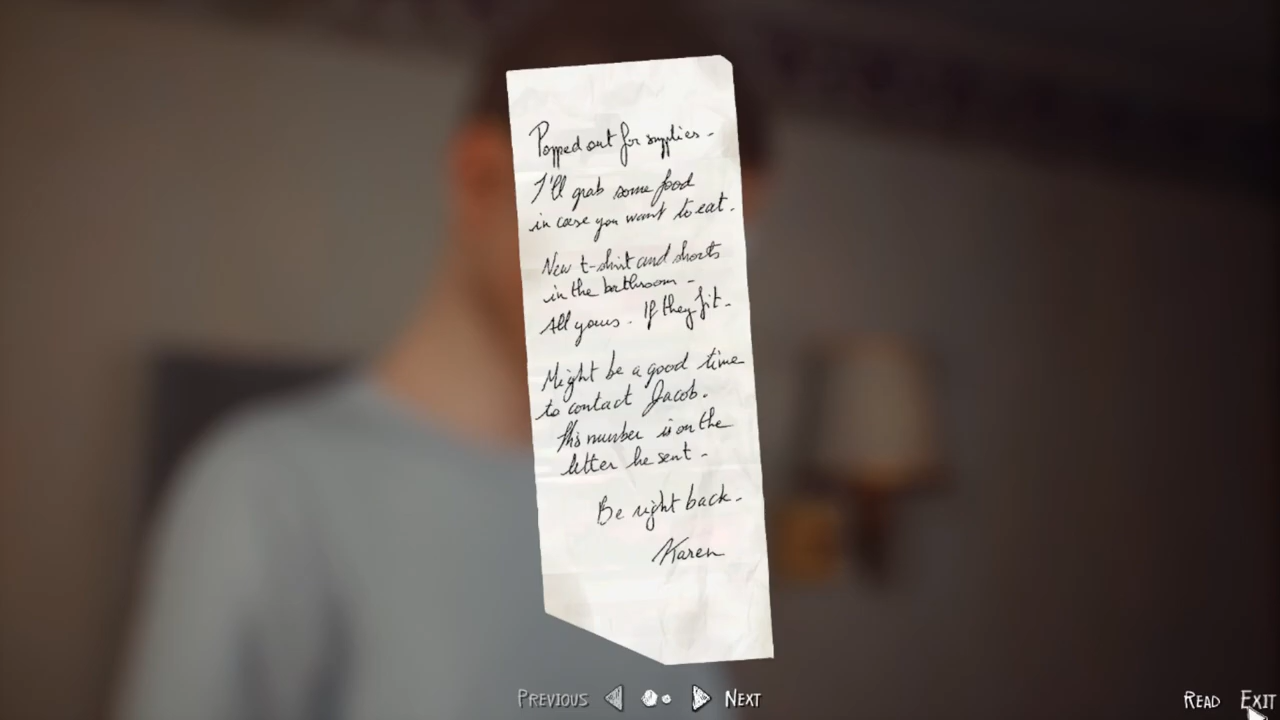 Popped out for supplies.
I'll grab some food
in case you want to eat.
New t-shirt and shorts
in the bathroom.
All yours. If they fit.
Might be a good time
to contact Jacob.
His number is on the
letter he sent.
Be right back.
Karen
PREVIOUS NEXT
READ EXIT